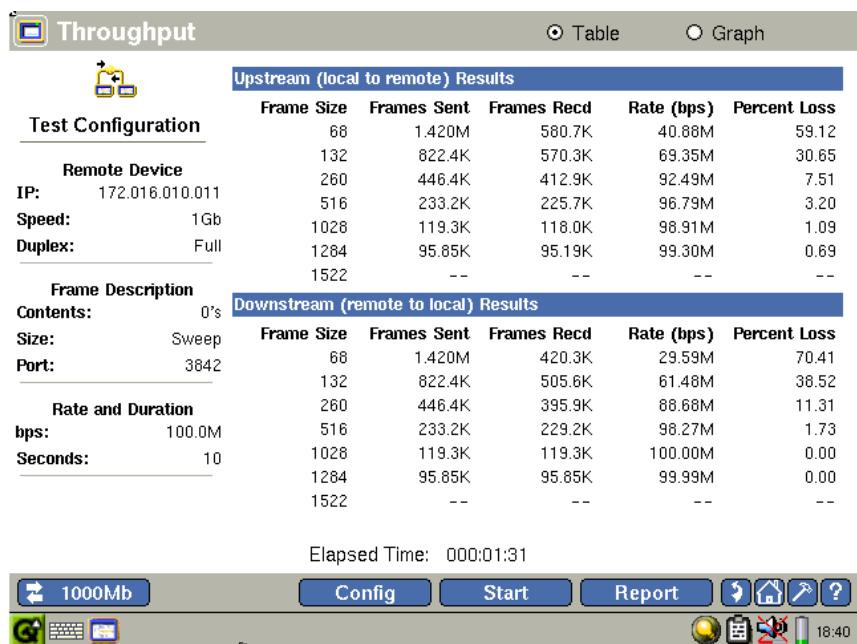 Throughput
Table
Graph
Test Configuration
Remote Device
IP: 172.016.010.011
Speed: 1Gb
Duplex: Full
Frame Description
Contents: 0's
Size: Sweep
Port: 3842
Rate and Duration
bps: 100.0M
Seconds: 10
Upstream (local to remote) Results
Frame Size Frames Sent Frames Recd Rate (bps) Percent Loss
68 1.420M 580.7K 40.88M 59.12
132 822.4K 570.3K 69.35M 30.65
260 446.4K 412.9K 92.49M 7.51
516 233.2K 225.7K 96.79M 3.20
1028 119.3K 118.0K 98.91M 1.09
1284 95.85K 95.19K 99.30M 0.69
1522 -- -- -- --
Downstream (remote to local) Results
Frame Size Frames Sent Frames Recd Rate (bps) Percent Loss
68 1.420M 420.3K 29.59M 70.41
132 822.4K 505.6K 61.48M 38.52
260 446.4K 395.9K 88.68M 11.31
516 233.2K 229.2K 98.27M 1.73
1028 119.3K 119.3K 100.00M 0.00
1284 95.85K 95.85K 99.99M 0.00
1522 -- -- -- --
Elapsed Time: 000:01:31
1000Mb
Config
Start
Report
?
18:40